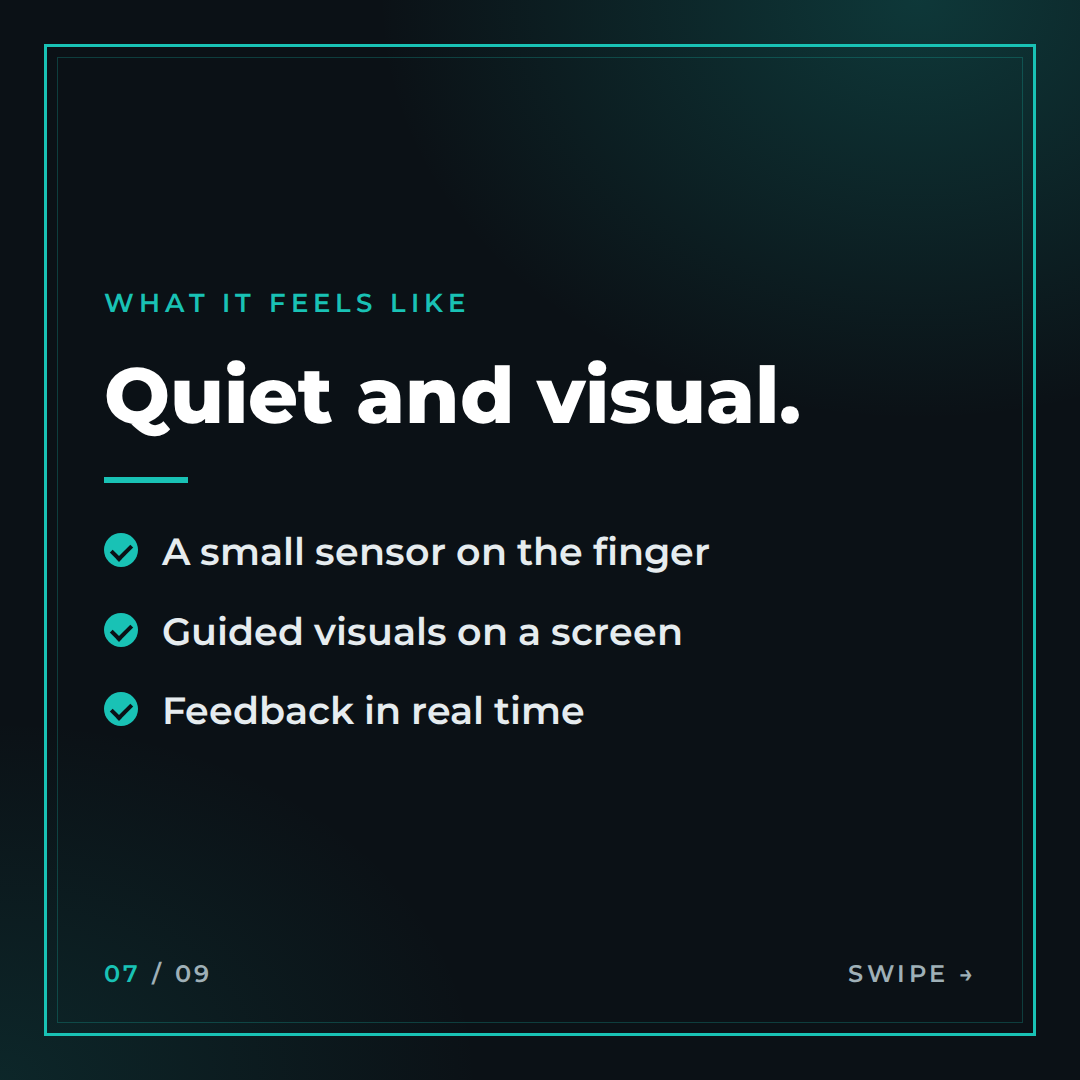 WHAT IT FEELS LIKE
Quiet and visual.
A small sensor on the finger
Guided visuals on a screen
Feedback in real time
07 / 09
SWIPE →